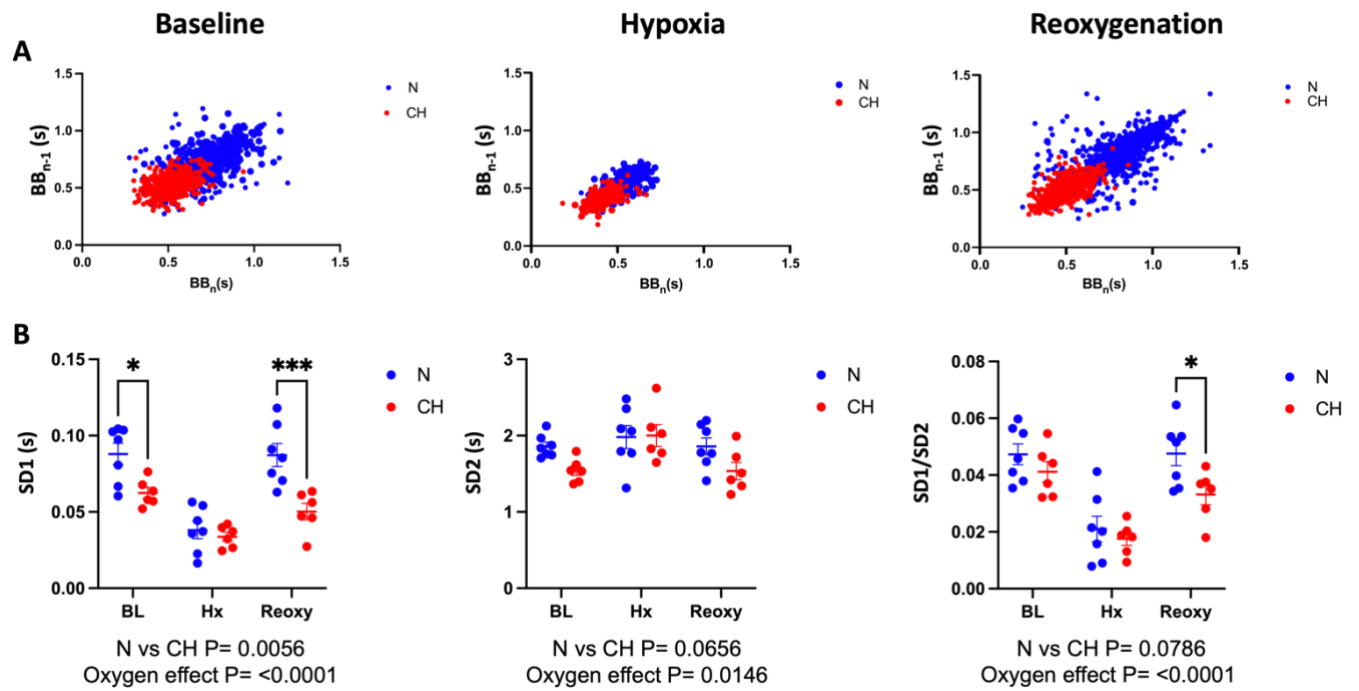 Baseline
Hypoxia
Reoxygenation
A
BBn-1 (s)
1.5
1.0
0.5
0.0
0.0
0.5
1.0
1.5
BBn(s)
N
CH
BBn-1 (s)
1.5
1.0
0.5
0.0
0.0
0.5
1.0
1.5
BBn(s)
N
CH
BBn-1 (s)
1.5
1.0
0.5
0.0
0.0
0.5
1.0
1.5
BBn(s)
N
CH
B
SD1 (s)
0.15
0.10
0.05
0.00
*
***
BL
Hx
Reoxy
N
CH
N vs CH P= 0.0056
Oxygen effect P= <0.0001
SD2 (s)
3
2
1
0
BL
Hx
Reoxy
N
CH
N vs CH P= 0.0656
Oxygen effect P= 0.0146
SD1/SD2
0.08
0.06
0.04
0.02
0.00
*
BL
Hx
Reoxy
N
CH
N vs CH P= 0.0786
Oxygen effect P= <0.0001